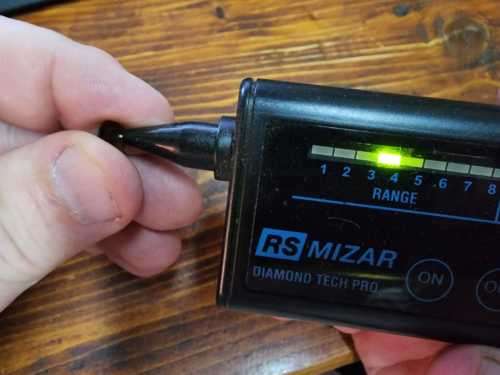 1 2 3 4 5 6 7 8
RANGE
RS MIZAR
DIAMOND TECH PRO
ON